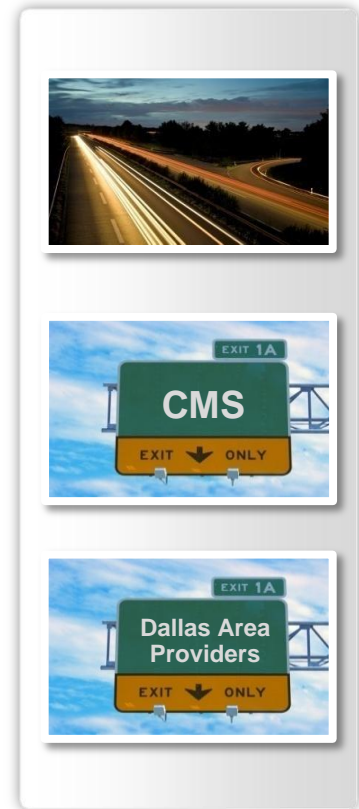 EXIT 1A
CMS
EXIT ONLY
EXIT 1A
Dallas Area
Providers
EXIT ONLY